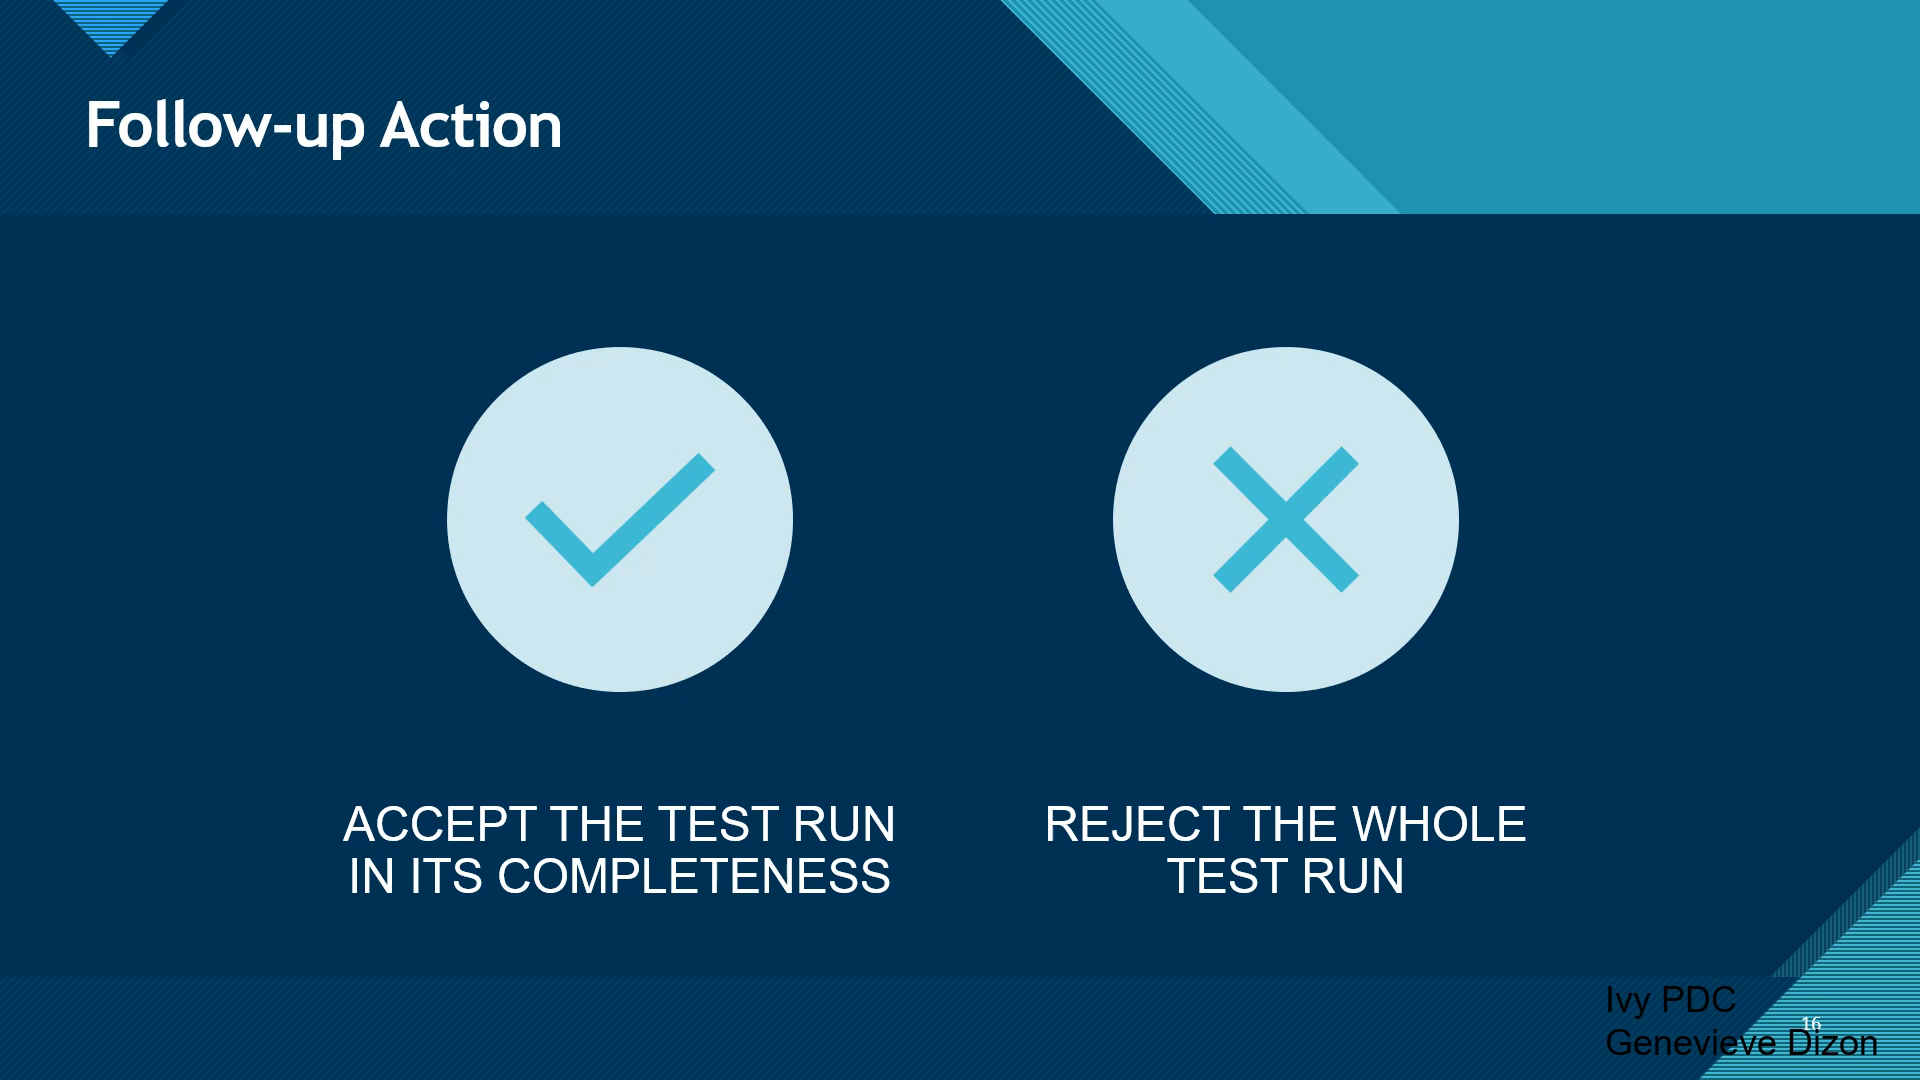 Follow-up Action
ACCEPT THE TEST RUN
IN ITS COMPLETENESS
REJECT THE WHOLE
TEST RUN
Ivy PDC
16
Genevieve Dizon